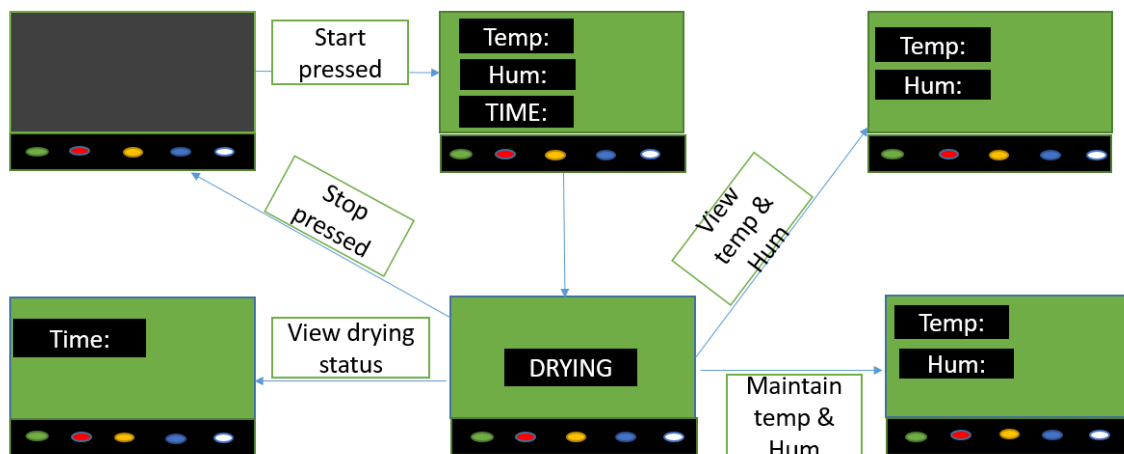 Start
pressed
Temp:
Hum:
TIME:
Temp:
Hum:
Stop
pressed
View
temp &
Hum
Time:
View drying
status
DRYING
Maintain
temp &
Hum
Temp:
Hum: